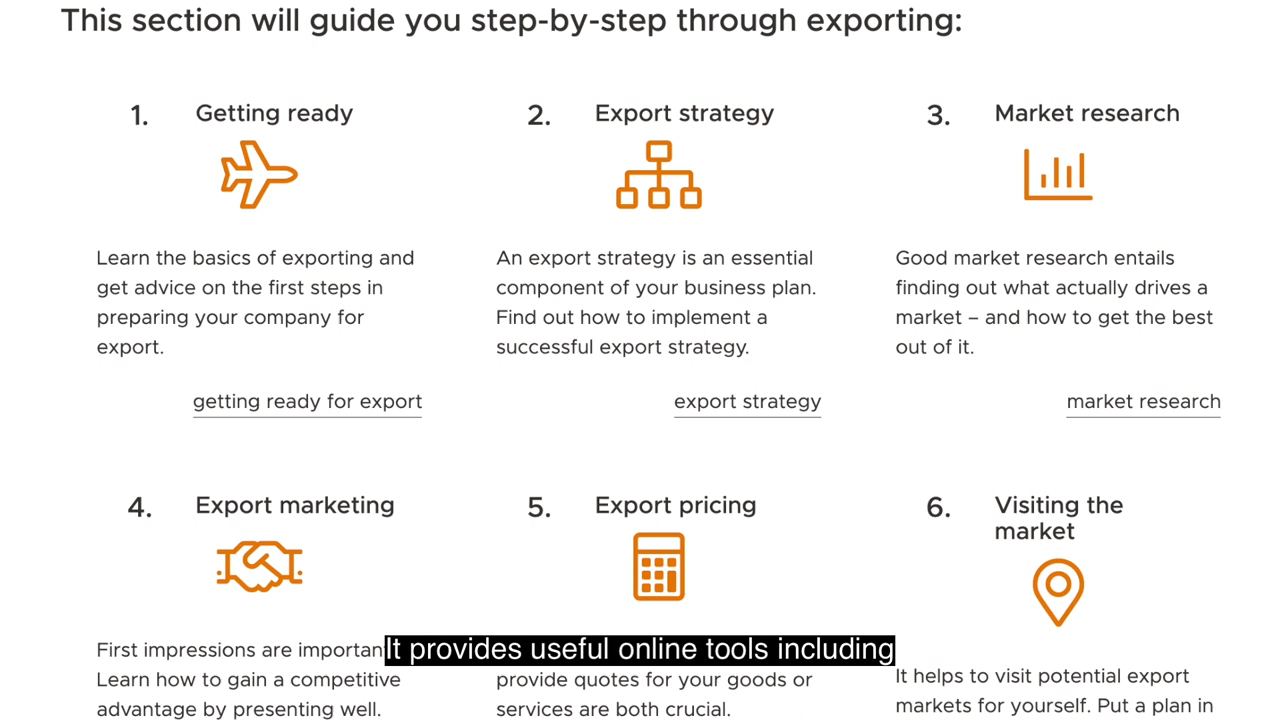 This section will guide you step-by-step through exporting:
1. Getting ready
Learn the basics of exporting and
get advice on the first steps in
preparing your company for
export.
getting ready for export
2. Export strategy
An export strategy is an essential
component of your business plan.
Find out how to implement a
successful export strategy.
export strategy
3. Market research
Good market research entails
finding out what actually drives a
market – and how to get the best
out of it.
market research
4. Export marketing
First impressions are importan
Learn how to gain a competitive
advantage by presenting well.
5. Export pricing
provide quotes for your goods or
services are both crucial.
6. Visiting the
market
It helps to visit potential export
markets for yourself. Put a plan in
It provides useful online tools including